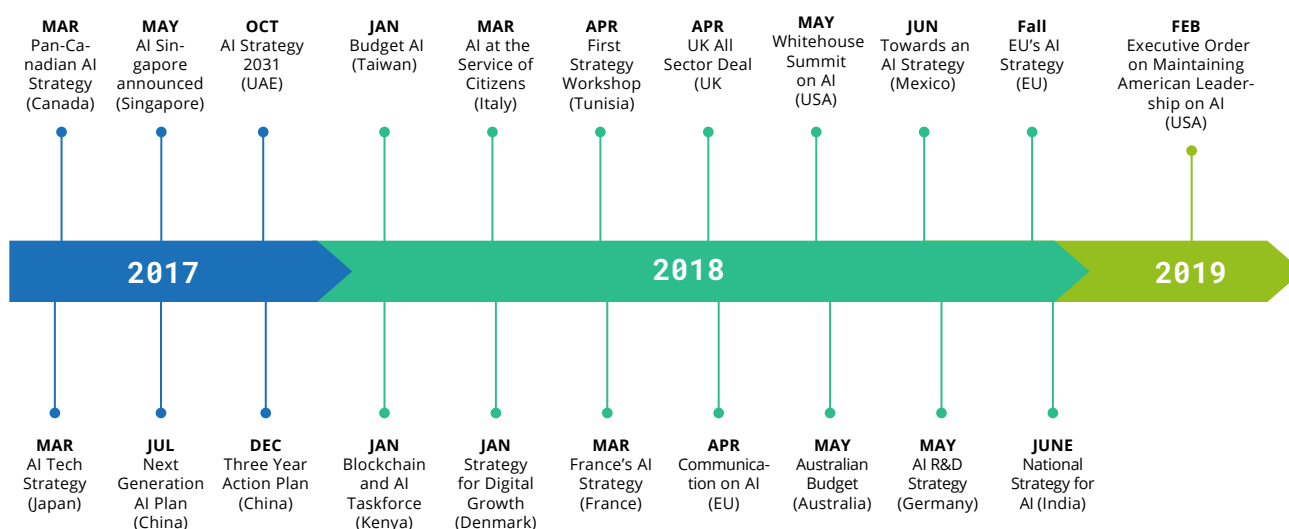 MAR
Pan-Ca-
nadian AI
Strategy
(Canada)
MAY
AI Sin-
gapore
announced
(Singapore)
OCT
AI Strategy
2031
(UAE)
JAN
Budget AI
(Taiwan)
MAR
AI at the
Service of
Citizens
(Italy)
APR
First
Strategy
Workshop
(Tunisia)
APR
UK All
Sector Deal
(UK
MAY
Whitehouse
Summit
on AI
(USA)
JUN
Towards an
AI Strategy
(Mexico)
Fall
EU's AI
Strategy
(EU)
FEB
Executive Order
on Maintaining
American Leader-
ship on AI
(USA)
2017
2018
2019
MAR
AI Tech
Strategy
(Japan)
JUL
Next
Generation
AI Plan
(China)
DEC
Three Year
Action Plan
(China)
JAN
Blockchain
and AI
Taskforce
(Kenya)
JAN
Strategy
for Digital
Growth
(Denmark)
MAR
France's AI
Strategy
(France)
APR
Communica-
tion on AI
(EU)
MAY
Australian
Budget
(Australia)
MAY
AI R&D
Strategy
(Germany)
JUNE
National
Strategy for
AI (India)